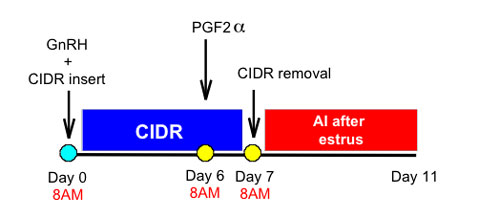 PGF2α
GnRH
+
CIDR insert
CIDR removal
CIDR
AI after
estrus
Day 0
8AM
Day 6
8AM
Day 7
8AM
Day 11